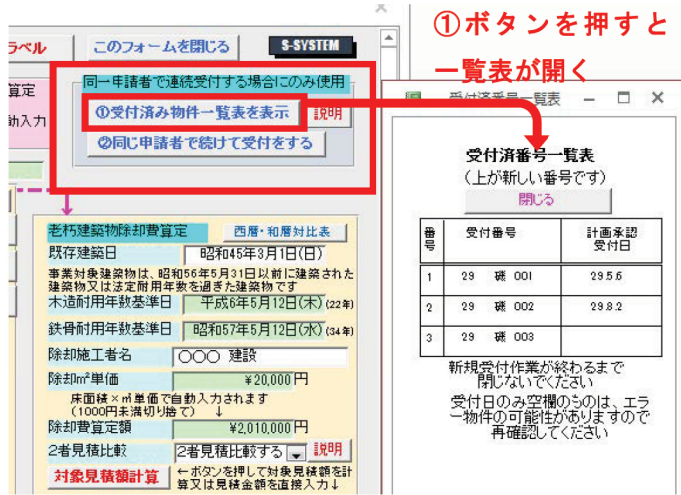 ①ボタンを押すと
一覧表が開く
ラベル
このフォームを閉じる
S-SYSTEM
算定
動入力
同一申請者で連続受付する場合にのみ使用
①受付済み物件一覧表を表示
説明
②同じ申請者で続けて受付をする
老朽建築物除却費算定
西暦・和暦対比表
既存建築日
昭和45年3月1日(日)
事業対象建築物は、昭和56年5月31日以前に建築された
建築物又は法定耐用年数を過ぎた建築物です
木造耐用年数基準日
平成6年5月12日(木)
(22年)
鉄骨耐用年数基準日
昭和57年5月12日(水)
(34年)
除却施工者名
○○○ 建設
除却㎡単価
¥20,000
円
床面積×㎡単価で自動入力されます
(1000円未満切り捨て) ↓
除却費算定額
¥2,010,000
円
2者見積比較
2者見積比較する
説明
対象見積額計算
←ボタンを押して対象見積額を計
算又は見積金額を直接入力↓
受付済番号一覧表
受付済番号一覧表
(上が新しい番号です)
閉じる
番号 受付番号 計画承認受付日
1 29 磯 001 29.5.6
2 29 磯 002 29.8.2
3 29 磯 003
新規受付作業が終わるまで
閉じないでください
受付日のみ空欄のものは、エラ
ー物件の可能性がありますので
再確認してください